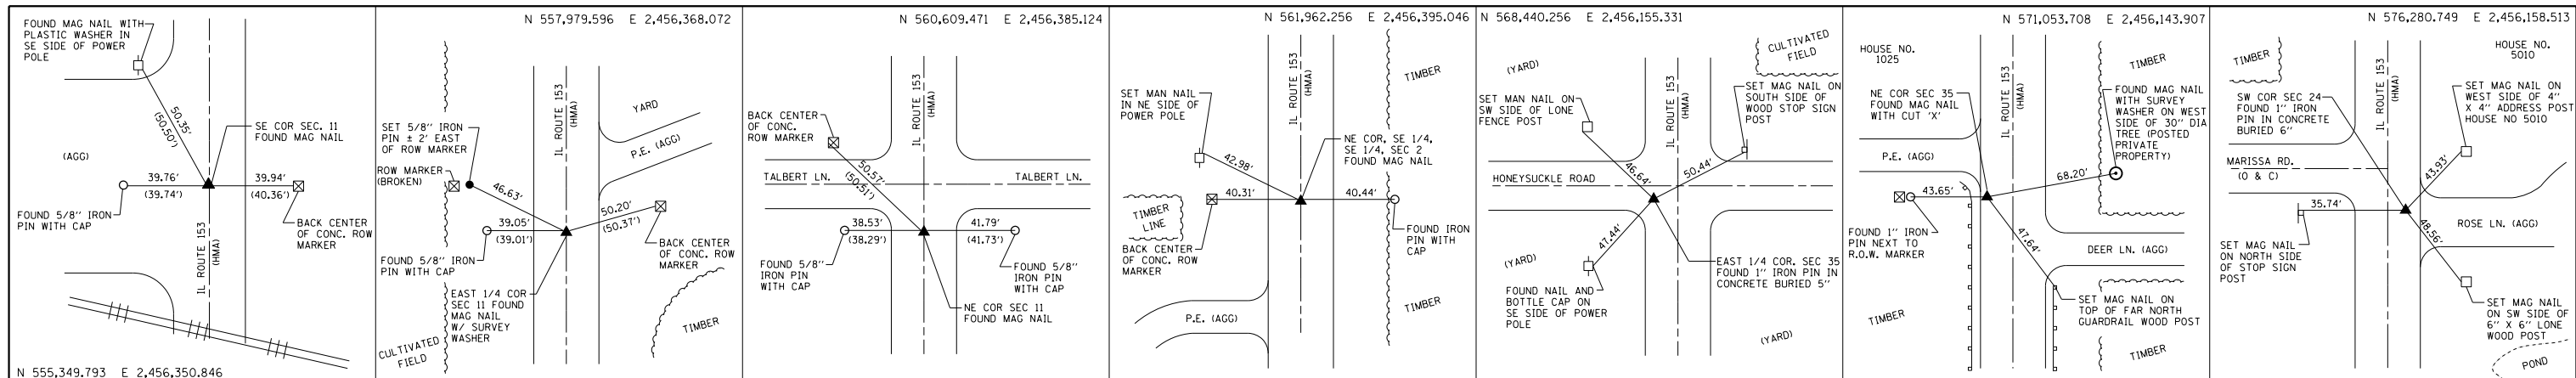 FOUND MAG NAIL WITH
PLASTIC WASHER IN
SE SIDE OF POWER
POLE
50.35'
(50.50')
IL ROUTE 153
(HMA)
SE COR SEC. 11
FOUND MAG NAIL
(AGG)
39.76'
(39.74')
39.94'
(40.36')
FOUND 5/8" IRON
PIN WITH CAP
BACK CENTER
OF CONC. ROW
MARKER
IL ROUTE 153
(HMA)
N 555,349.793 E 2,456,350.846
N 557,979.596 E 2,456,368.072
IL ROUTE 153
(HMA)
YARD
P.E. (AGG)
SET 5/8" IRON
PIN ± 2' EAST
OF ROW MARKER
ROW MARKER
(BROKEN)
46.63'
39.05'
(39.01')
50.20'
(50.37')
FOUND 5/8" IRON
PIN WITH CAP
BACK CENTER
OF CONC. ROW
MARKER
EAST 1/4 COR
SEC 11 FOUND
MAG NAIL
W/ SURVEY
WASHER
CULTIVATED
FIELD
TIMBER
N 560,609.471 E 2,456,385.124
IL ROUTE 153
(HMA)
BACK CENTER
OF CONC.
ROW MARKER
50.57'
(50.51')
TALBERT LN.
TALBERT LN.
38.53'
(38.29')
41.79'
(41.73')
FOUND 5/8"
IRON PIN
WITH CAP
FOUND 5/8"
IRON PIN
WITH CAP
NE COR SEC 11
FOUND MAG NAIL
N 561,962.256 E 2,456,395.046
IL ROUTE 153
(HMA)
TIMBER
SET MAN NAIL
IN NE SIDE OF
POWER POLE
NE COR, SE 1/4,
SE 1/4, SEC 2
FOUND MAG NAIL
42.98'
40.31'
40.44'
TIMBER
LINE
BACK CENTER
OF CONC. ROW
MARKER
FOUND IRON
PIN WITH
CAP
P.E. (AGG)
TIMBER
N 568,440.256 E 2,456,155.331
CULTIVATED
FIELD
(YARD)
IL ROUTE 153
(HMA)
SET MAN NAIL ON
SW SIDE OF LONE
FENCE POST
SET MAG NAIL ON
SOUTH SIDE OF
WOOD STOP SIGN
POST
46.64'
50.44'
HONEYSUCKLE ROAD
47.44'
(YARD)
FOUND NAIL AND
BOTTLE CAP ON
SE SIDE OF POWER
POLE
EAST 1/4 COR. SEC 35
FOUND 1" IRON PIN IN
CONCRETE BURIED 5"
(YARD)
N 571,053.708 E 2,456,143.907
HOUSE NO.
1025
IL ROUTE 153
(HMA)
TIMBER
NE COR SEC 35
FOUND MAG NAIL
WITH CUT 'X'
FOUND MAG NAIL
WITH SURVEY
WASHER ON WEST
SIDE OF 30" DIA
TREE (POSTED
PRIVATE
PROPERTY)
P.E. (AGG)
43.65'
68.20'
47.64'
FOUND 1" IRON
PIN NEXT TO
R.O.W. MARKER
DEER LN. (AGG)
SET MAG NAIL ON
TOP OF FAR NORTH
GUARDRAIL WOOD POST
TIMBER
TIMBER
N 576,280.749 E 2,456,158.513
TIMBER
IL ROUTE 153
(HMA)
HOUSE NO.
5010
SW COR SEC 24
FOUND 1" IRON
PIN IN CONCRETE
BURIED 6"
SET MAG NAIL ON
WEST SIDE OF 4"
X 4" ADDRESS POST
HOUSE NO 5010
MARISSA RD.
(O & C)
43.93'
35.74'
48.56'
ROSE LN. (AGG)
SET MAG NAIL
ON NORTH SIDE
OF STOP SIGN
POST
SET MAG NAIL
ON SW SIDE OF
6" X 6" LONE
WOOD POST
POND